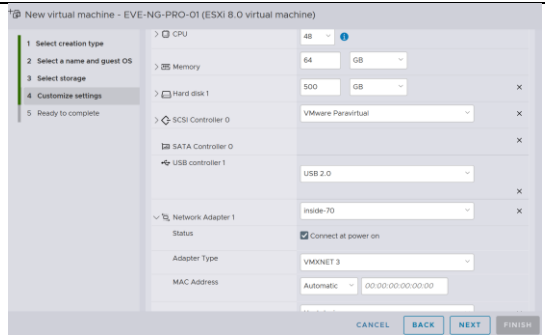 New virtual machine - EVE-NG-PRO-01 (ESXi 8.0 virtual machine)
1 Select creation type
2 Select a name and guest OS
3 Select storage
4 Customize settings
5 Ready to complete
CPU 48
Memory 64 GB
Hard disk 1 500 GB
SCSI Controller 0 VMware Paravirtual
SATA Controller 0
USB controller 1
USB 2.0
Network Adapter 1 inside-70
Status Connect at power on
Adapter Type VMXNET 3
MAC Address Automatic 00:00:00:00:00:00
CANCEL BACK NEXT FINISH